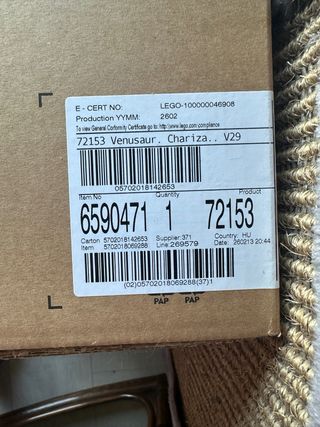 E - CERT NO: LEGO-100000046908
Production YYMM: 2602
To view General Conformity Certificate go to: http://www.lego.com/compliance
72153 Venusaur. Chariza.. V29
05702018142653
Item No Quantity Product
6590471 1 72153
Carton 5702018142653 Supplier: 371 Country: HU
Item 5702018069288 Line: 269579 Date: 260213 20:44
(02)05702018069288(37)1
PAP PAP